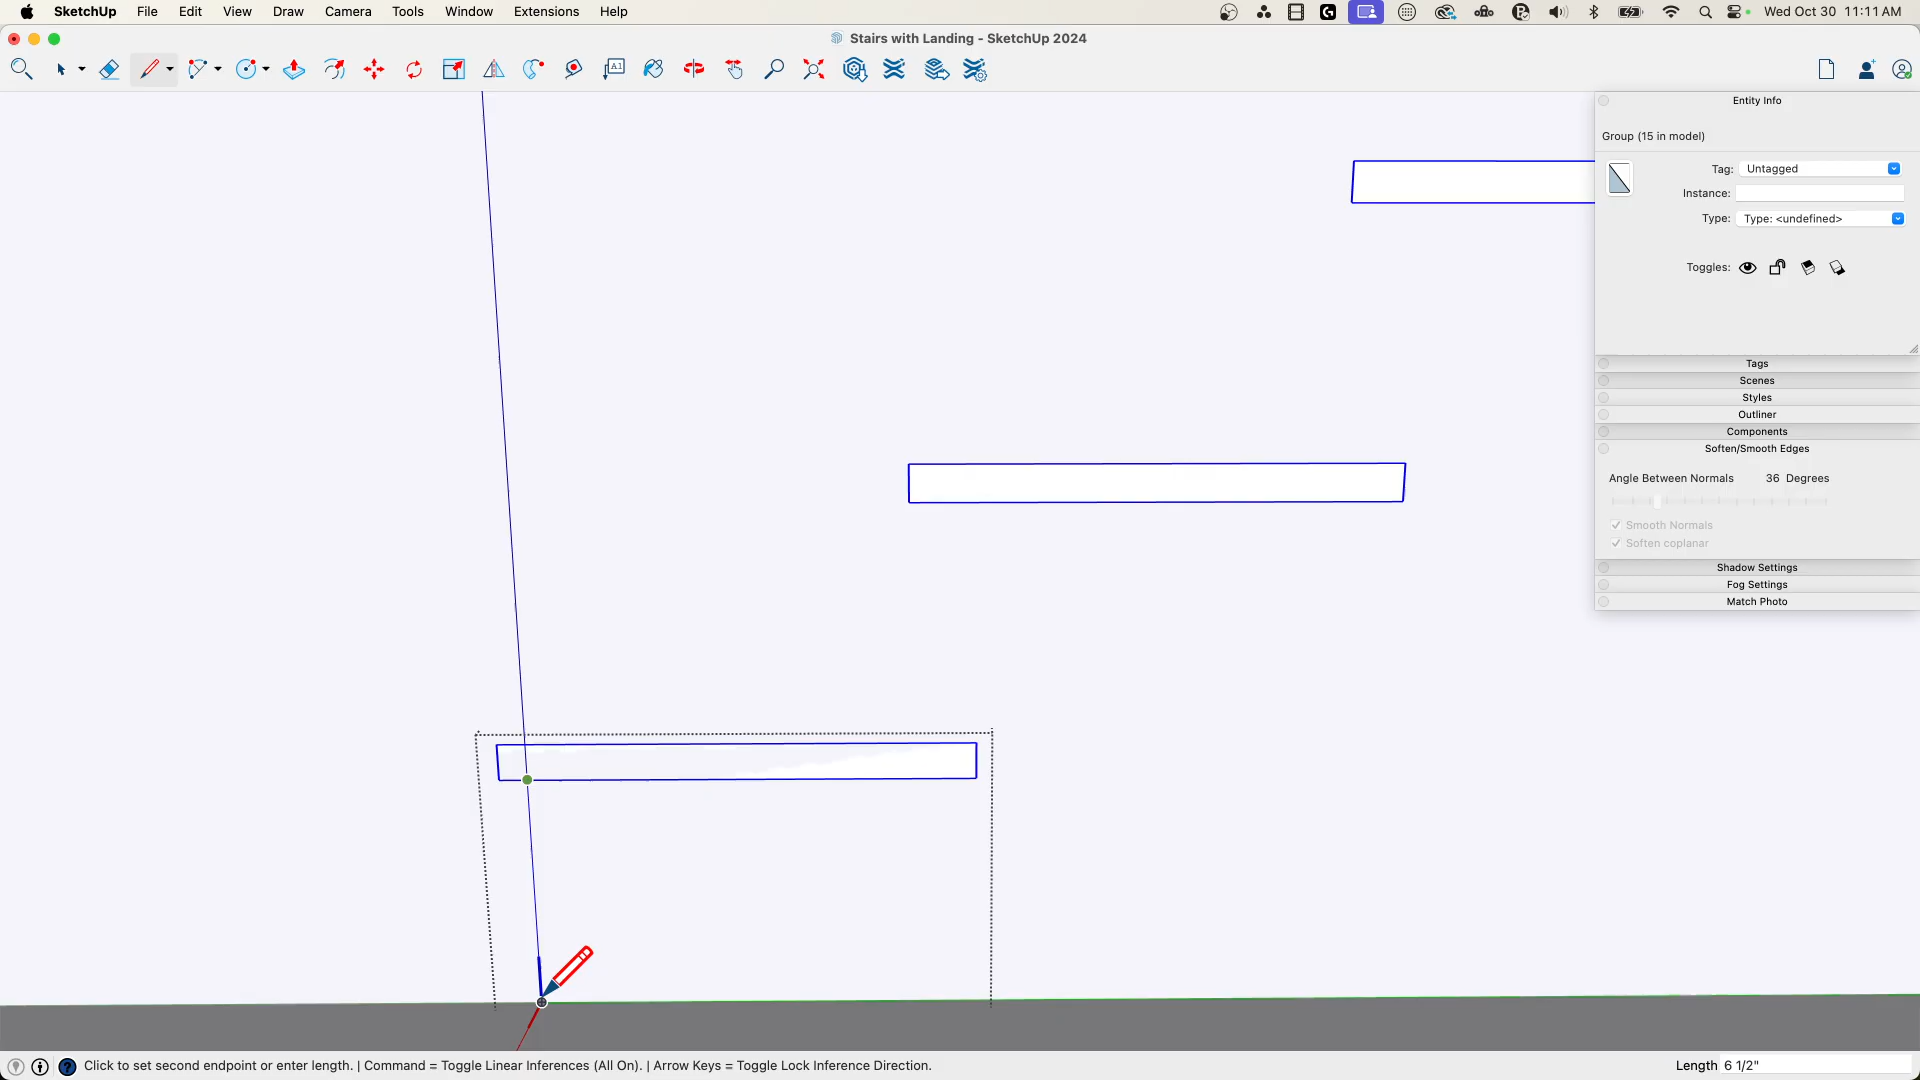 SketchUp File Edit View Draw Camera Tools Window Extensions Help Wed Oct 30 11:11 AM
Stairs with Landing - SketchUp 2024
A1
Entity Info
Group (15 in model)
Tag: Untagged
Instance:
Type: Type: <undefined>
Toggles:
Tags
Scenes
Styles
Outliner
Components
Soften/Smooth Edges
Angle Between Normals 36 Degrees
Smooth Normals
Soften coplanar
Shadow Settings
Fog Settings
Match Photo
Click to set second endpoint or enter length. | Command = Toggle Linear Inferences (All On). | Arrow Keys = Toggle Lock Inference Direction. Length 6 1/2"